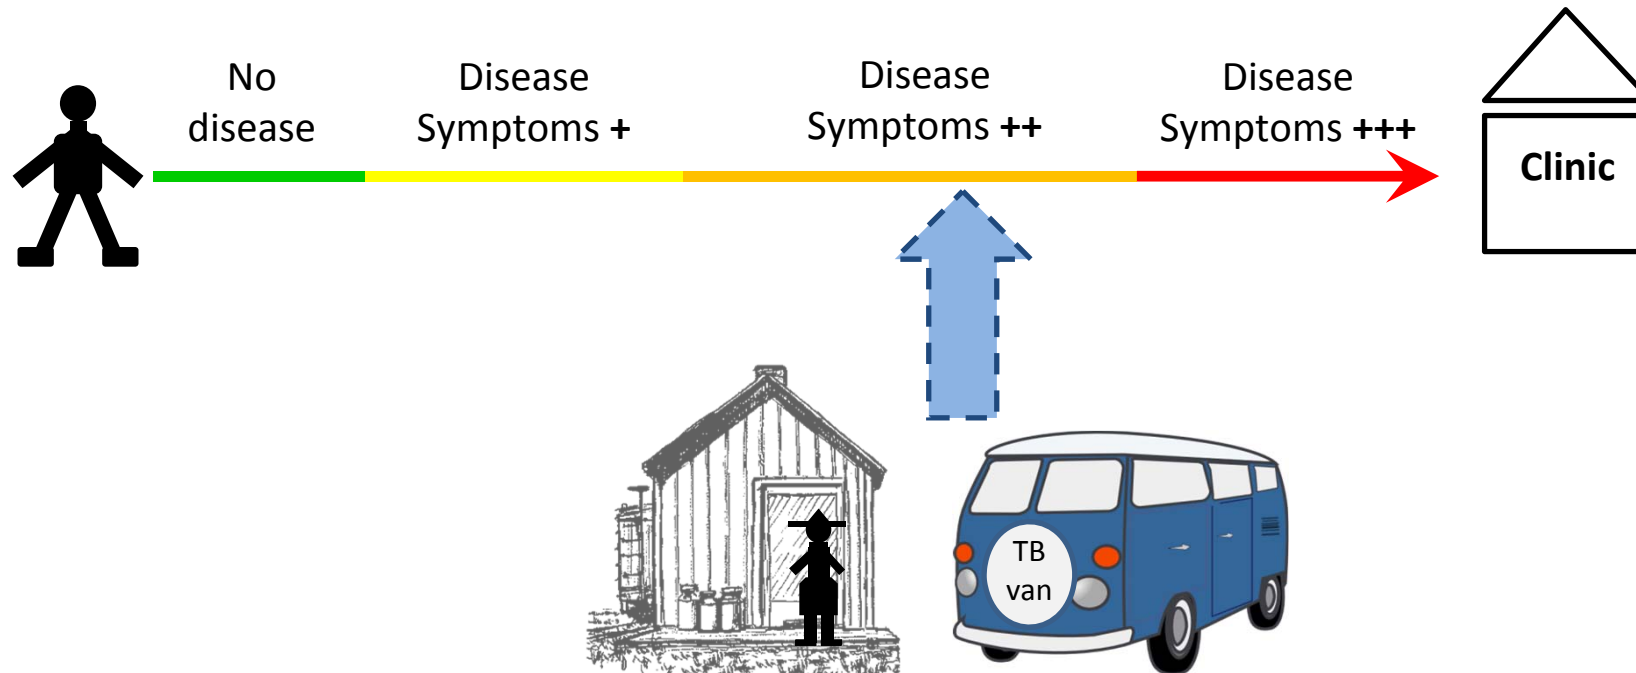 No
disease
Disease
Symptoms +
Disease
Symptoms ++
Disease
Symptoms +++
Clinic
TB
van